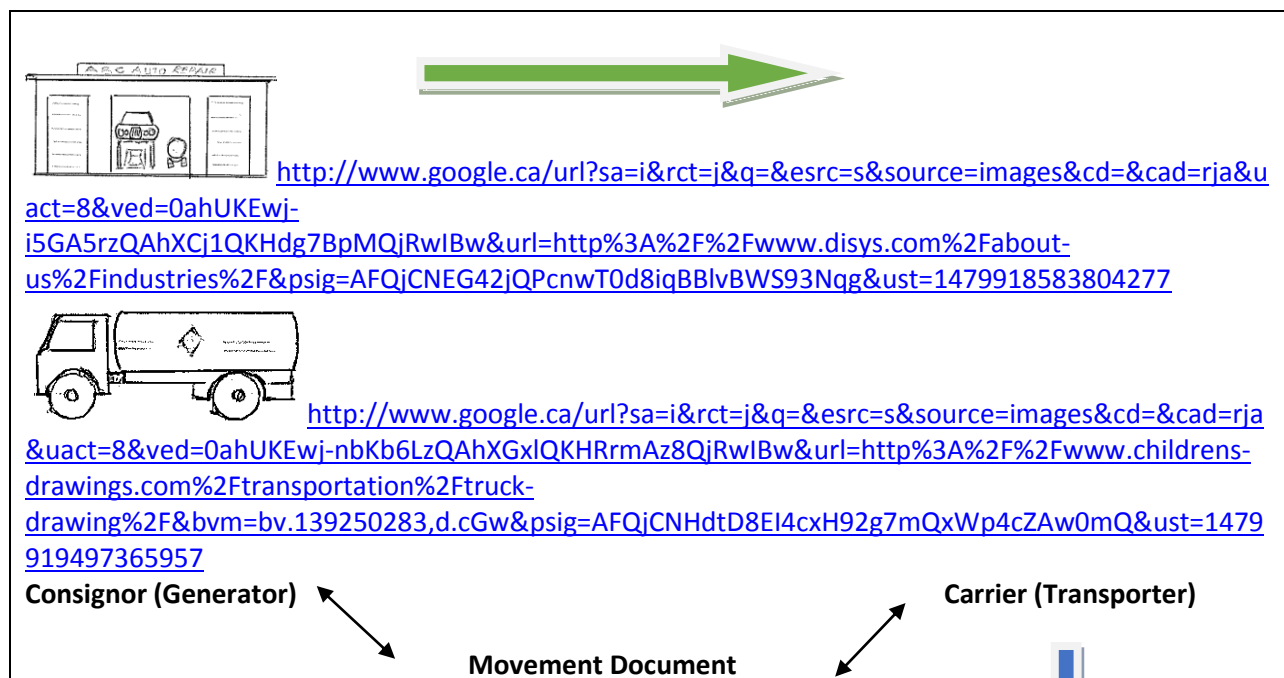 ABC AUTO REPAIR
http://www.google.ca/url?sa=i&rct=j&q=&esrc=s&source=images&cd=&cad=rja&u
act=8&ved=0ahUKEwj-
i5GA5rzQAhXCj1QKHdg7BpMQjRwIBw&url=http%3A%2F%2Fwww.disys.com%2Fabout-
us%2Findustries%2F&psig=AFQjCNEG42jQPcnwT0d8iqBBlvBWS93Nqg&ust=1479918583804277
http://www.google.ca/url?sa=i&rct=j&q=&esrc=s&source=images&cd=&cad=rja
&uact=8&ved=0ahUKEwj-nbKb6LzQAhXGxlQKHRrmAz8QjRwIBw&url=http%3A%2F%2Fwww.childrens-
drawings.com%2Ftransportation%2Ftruck-
drawing%2F&bvm=bv.139250283,d.cGw&psig=AFQjCNHdtD8EI4cxH92g7mQxWp4cZAw0mQ&ust=1479
919497365957
Consignor (Generator) Carrier (Transporter)
Movement Document